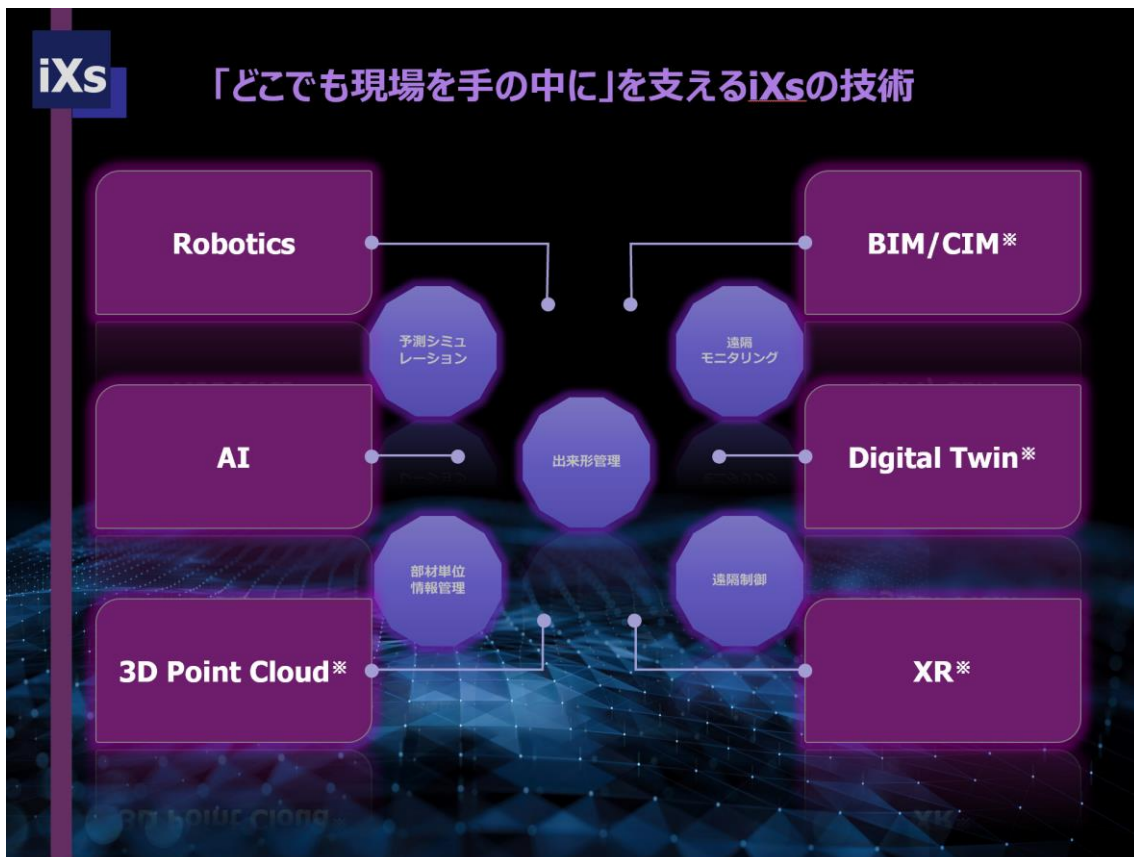 iXs
「どこでも現場を手の中に」を支えるiXsの技術
Robotics
BIM/CIM※
予測シミュ
レーション
遠隔
モニタリング
AI
出来形管理
Digital Twin※
部材単位
情報管理
遠隔制御
3D Point Cloud※
XR※